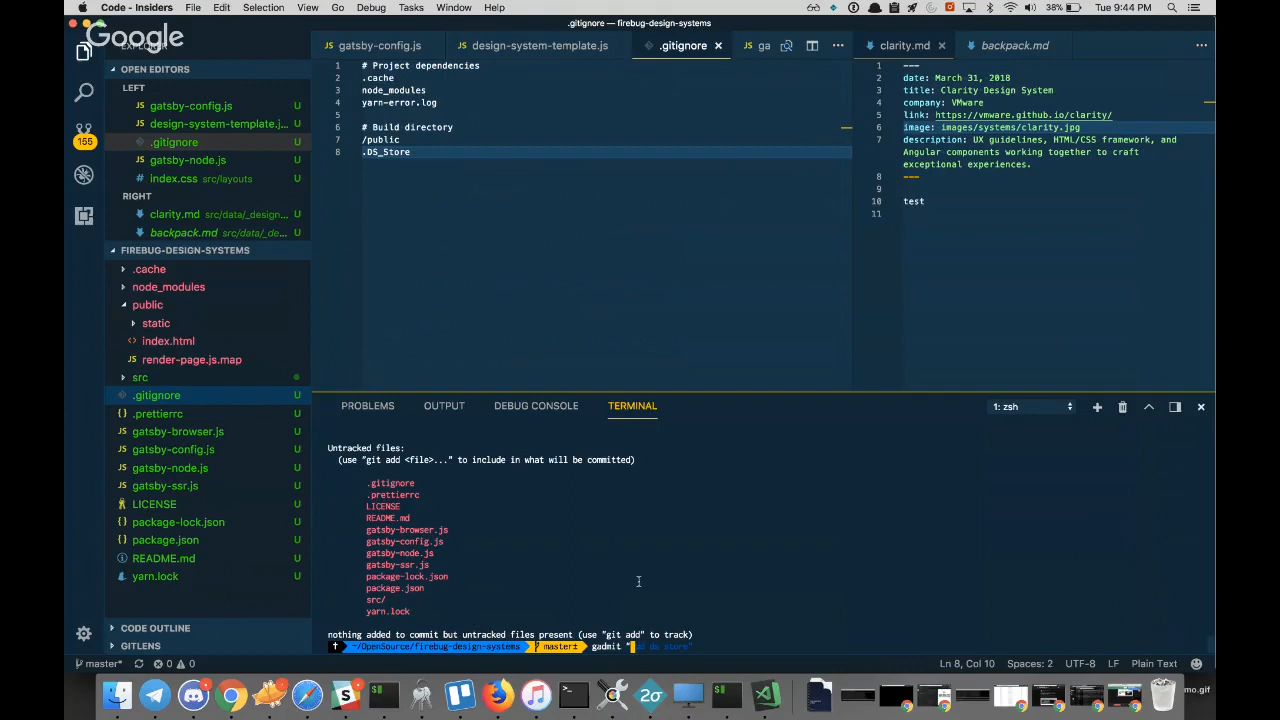 Code - Insiders File Edit Selection View Go Debug Tasks Window Help 38% Tue 9:44 PM
.gitignore — firebug-design-systems
Google
gatsby-config.js design-system-template.js .gitignore ga clarity.md backpack.md
OPEN EDITORS
LEFT
gatsby-config.js U
design-system-template.j... U
.gitignore U
gatsby-node.js U
index.css src/layouts U
RIGHT
clarity.md src/data/_design... U
backpack.md src/data/_de... U
FIREBUG-DESIGN-SYSTEMS
.cache
node_modules
public
static
index.html
render-page.js.map
src
.gitignore U
.prettierrc U
gatsby-browser.js U
gatsby-config.js U
gatsby-node.js U
gatsby-ssr.js U
LICENSE U
package-lock.json U
package.json U
README.md U
yarn.lock U
CODE OUTLINE
GITLENS
155
1 # Project dependencies
2 .cache
3 node_modules
4 yarn-error.log
5
6 # Build directory
7 /public
8 .DS_Store
1 ---
2 date: March 31, 2018
3 title: Clarity Design System
4 company: VMware
5 link: https://vmware.github.io/clarity/
6 image: images/systems/clarity.jpg
7 description: UX guidelines, HTML/CSS framework, and
Angular components working together to craft
exceptional experiences.
8 ---
9
10 test
11
PROBLEMS OUTPUT DEBUG CONSOLE TERMINAL 1: zsh
Untracked files:
(use "git add <file>..." to include in what will be committed)
.gitignore
.prettierrc
LICENSE
README.md
gatsby-browser.js
gatsby-config.js
gatsby-node.js
gatsby-ssr.js
package-lock.json
package.json
src/
yarn.lock
nothing added to commit but untracked files present (use "git add" to track)
~/OpenSource/firebug-design-systems master± gadmit "dd ds store"
master* 0 0 Ln 8, Col 10 Spaces: 2 UTF-8 LF Plain Text
mo.gif